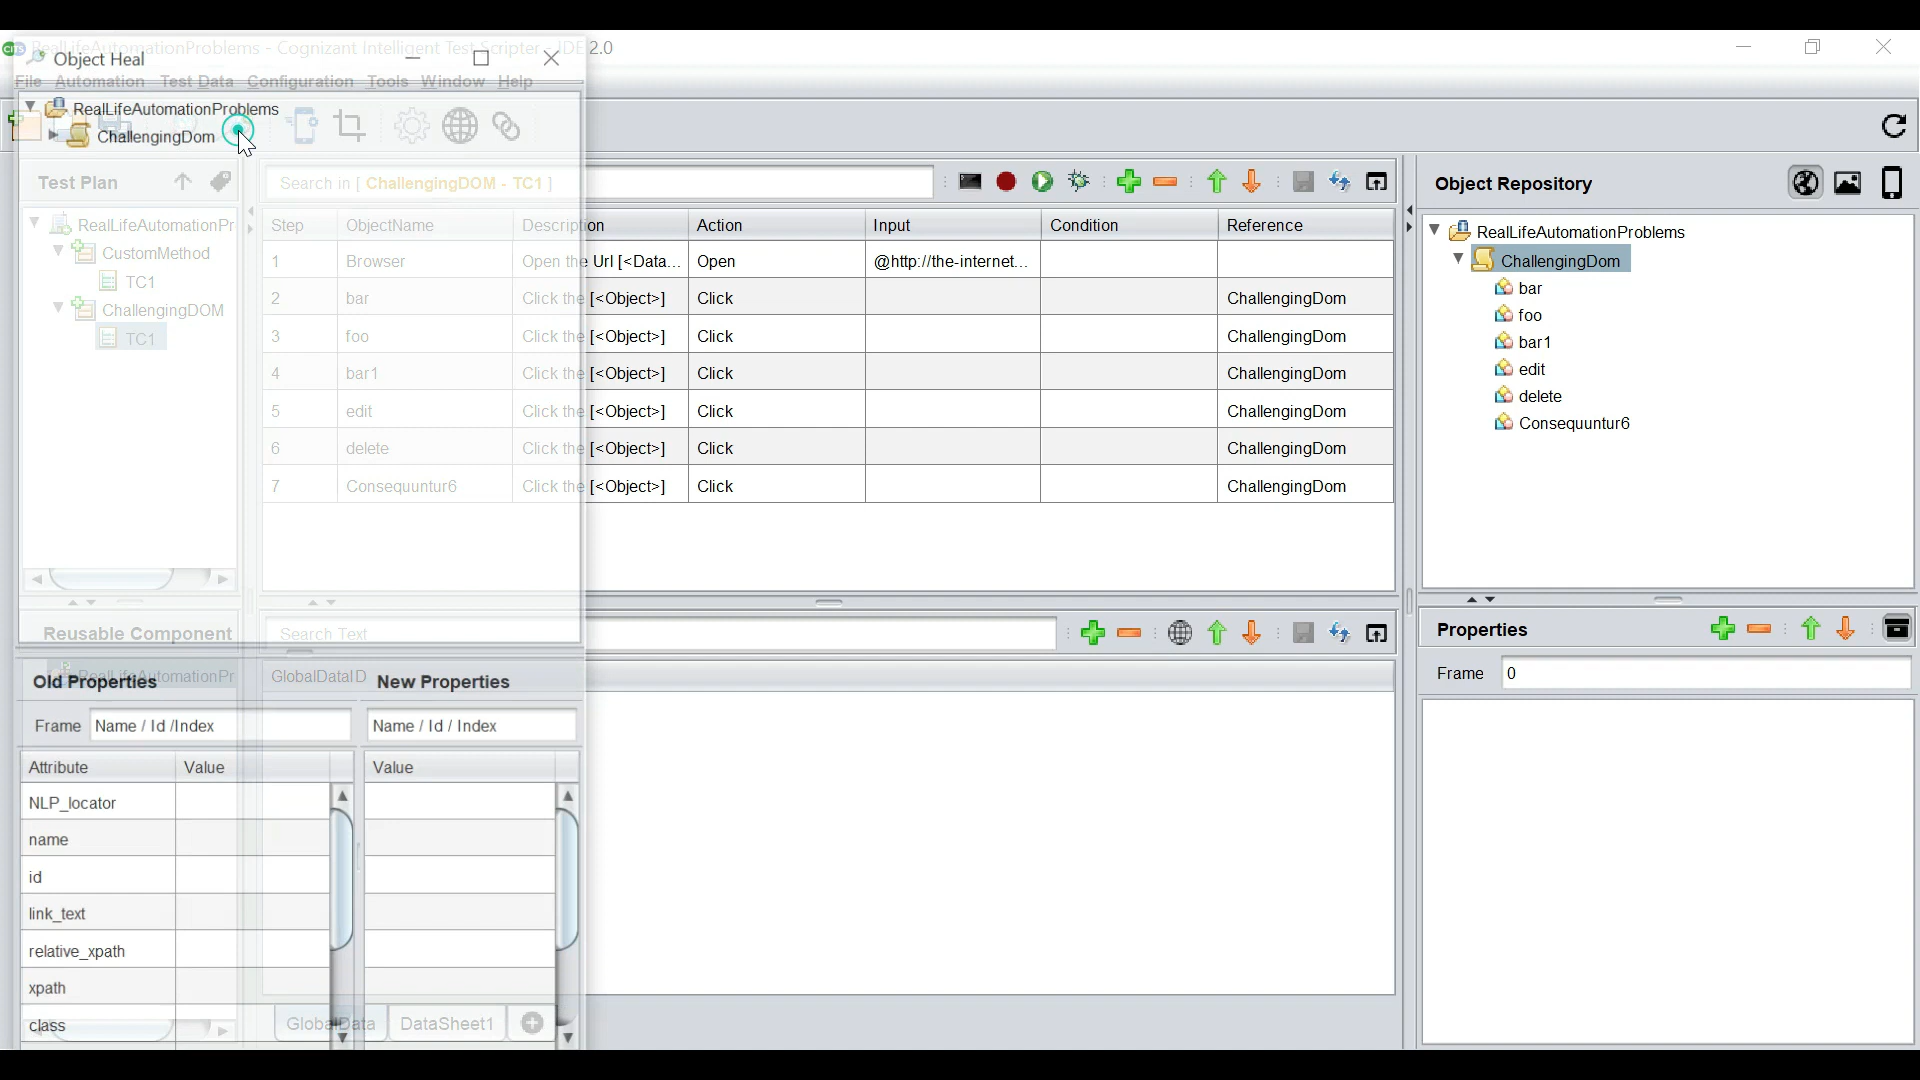 RealLifeAutomationProblems - Cognizant Intelligent Test Scripter - IDE 2.0
Object Heal
File Automation Test Data Configuration Tools Window Help
RealLifeAutomationProblems
ChallengingDom
Test Plan
Search in [ ChallengingDOM - TC1 ]
Object Repository
RealLifeAutomationPr
CustomMethod
TC1
ChallengingDOM
TC1
Step ObjectName Description Action Input Condition Reference
1 Browser Open the Url [<Data... Open @http://the-internet...
2 bar Click the [<Object>] Click ChallengingDom
3 foo Click the [<Object>] Click ChallengingDom
4 bar1 Click the [<Object>] Click ChallengingDom
5 edit Click the [<Object>] Click ChallengingDom
6 delete Click the [<Object>] Click ChallengingDom
7 Consequuntur6 Click the [<Object>] Click ChallengingDom
RealLifeAutomationProblems
ChallengingDom
bar
foo
bar1
edit
delete
Consequuntur6
Reusable Component
Search Text
RealLifeAutomationPr
GlobalDataID
Old Properties New Properties
Frame Name / Id /Index Name / Id / Index
Attribute Value Value
NLP_locator
name
id
link_text
relative_xpath
xpath
class
GlobalData DataSheet1
Properties
Frame 0